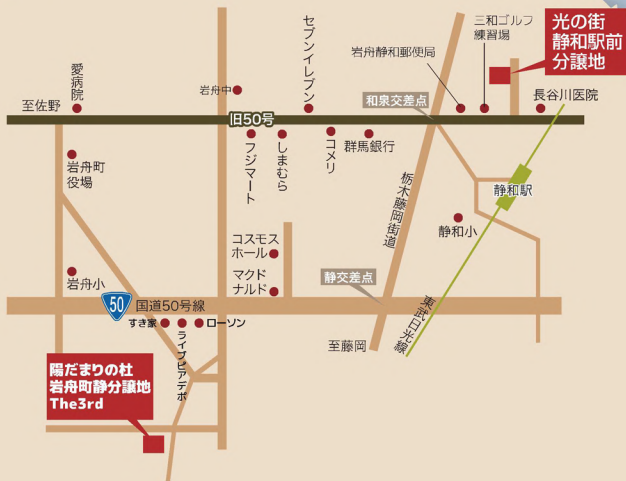 光の街
静和駅前
分譲地
三和ゴルフ
練習場
岩舟静和郵便局
セブンイレブン
愛病院
岩舟中
至佐野
和泉交差点
長谷川医院
旧50号
岩舟町
役場
フジマート
しまむら
コメリ
群馬銀行
栃木藤岡街道
静和駅
静和小
コスモス
ホール
マクド
ナルド
岩舟小
静交差点
50
国道50号線
すき家
ライブピアデポ
ローソン
至藤岡
東武日光線
陽だまりの杜
岩舟町静分譲地
The3rd